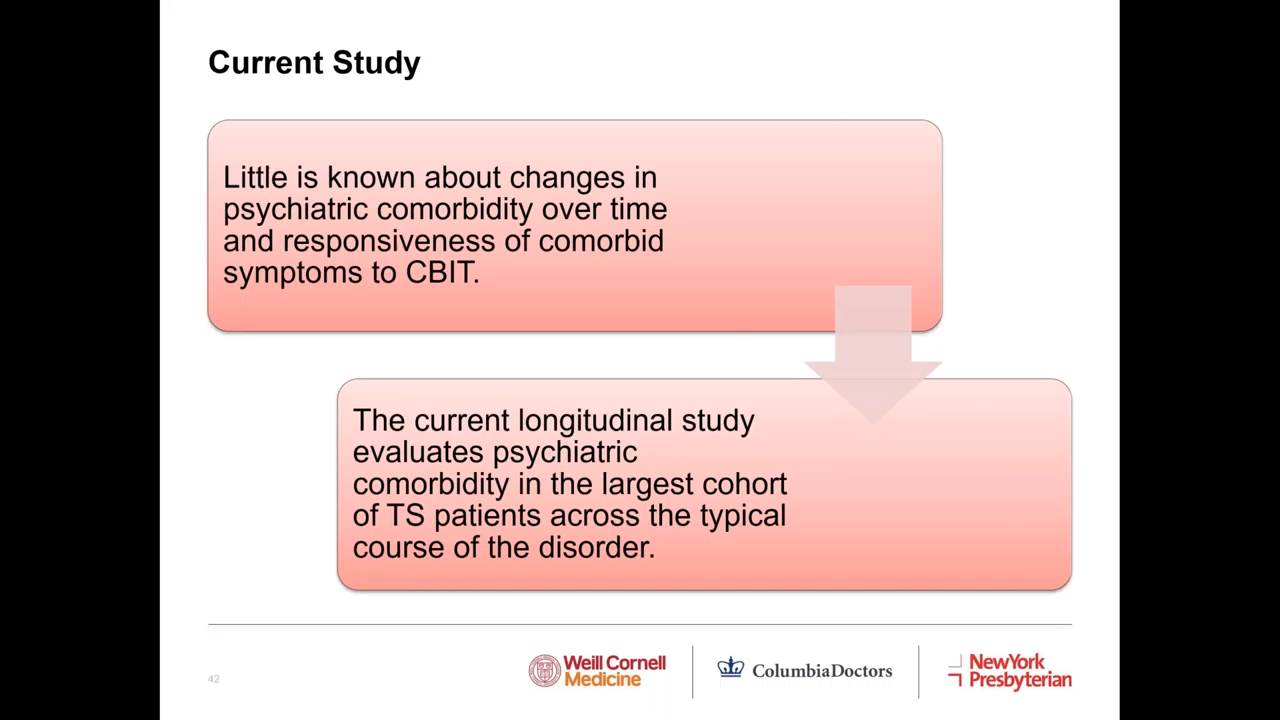 Current Study
Little is known about changes in
psychiatric comorbidity over time
and responsiveness of comorbid
symptoms to CBIT.
The current longitudinal study
evaluates psychiatric
comorbidity in the largest cohort
of TS patients across the typical
course of the disorder.
42
Weill Cornell
Medicine
ColumbiaDoctors
NewYork
Presbyterian